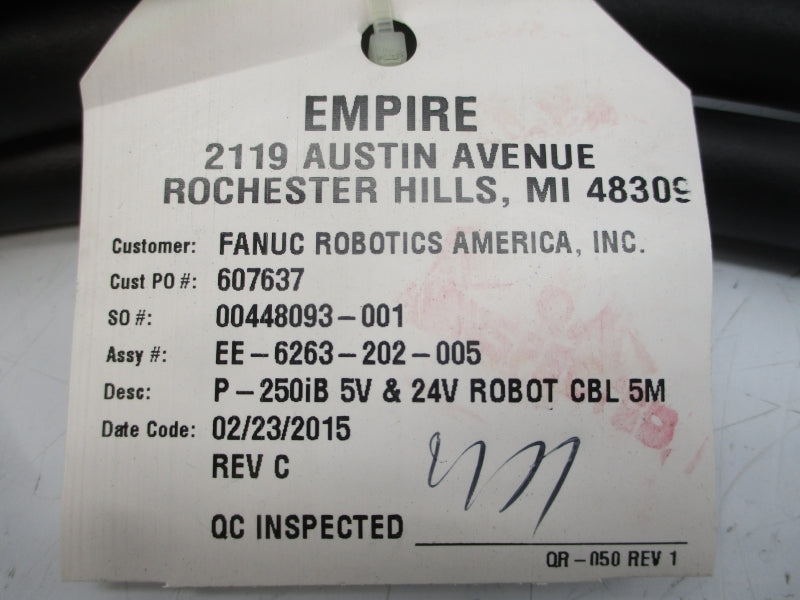 EMPIRE
2119 AUSTIN AVENUE
ROCHESTER HILLS, MI 48309
Customer: FANUC ROBOTICS AMERICA, INC.
Cust PO #: 607637
SO #: 00448093-001
Assy #: EE-6263-202-005
Desc: P-250iB 5V & 24V ROBOT CBL 5M
Date Code: 02/23/2015
REV C
QC INSPECTED
QR-050 REV 1